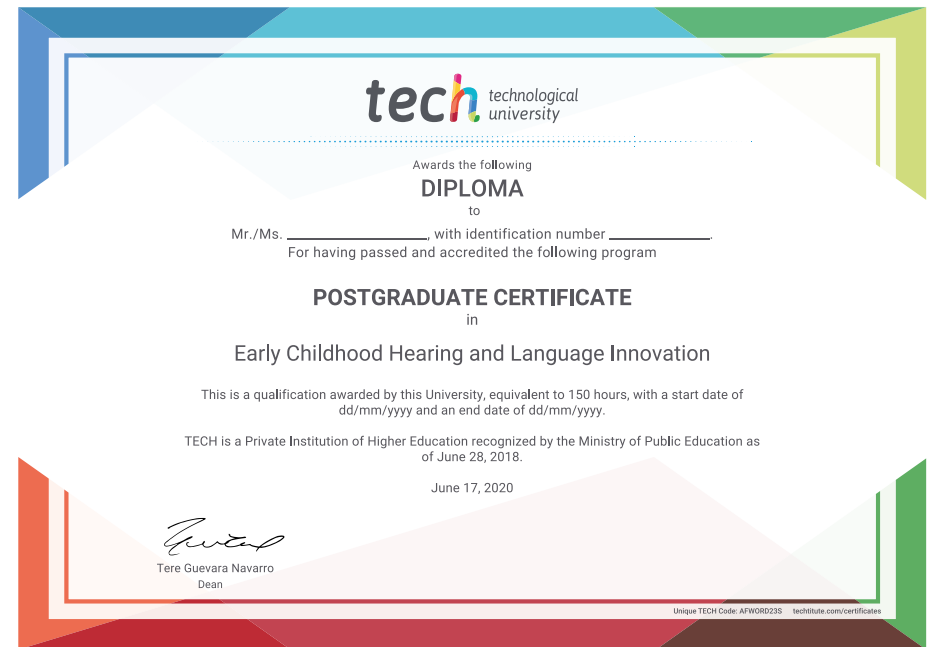 tech technological
university
Awards the following
DIPLOMA
to
Mr./Ms. __________________, with identification number _____________.
For having passed and accredited the following program
POSTGRADUATE CERTIFICATE
in
Early Childhood Hearing and Language Innovation
This is a qualification awarded by this University, equivalent to 150 hours, with a start date of
dd/mm/yyyy and an end date of dd/mm/yyyy.
TECH is a Private Institution of Higher Education recognized by the Ministry of Public Education as
of June 28, 2018.
June 17, 2020
Tere Guevara Navarro
Dean
Unique TECH Code: AFWORD23S techtitute.com/certificates